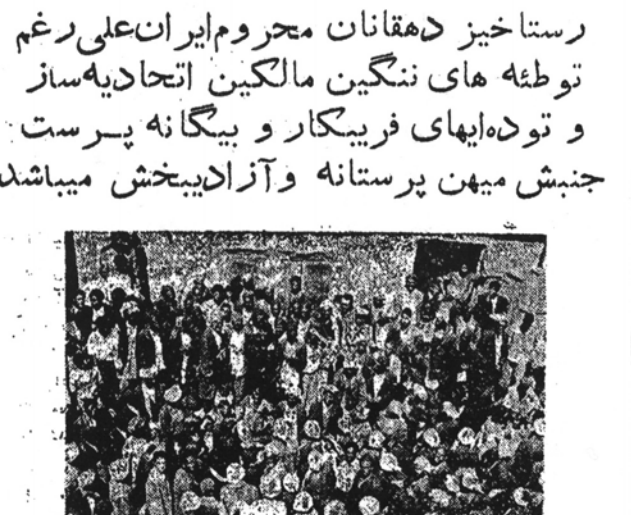 رستاخیز دهقانان محروم ایران علی رغم
توطئه های ننگین مالکین اتحادیه ساز
و توده‌ایهای فریبکار و بیگانه پرست
جنبش میهن پرستانه و آزادیبخش میباشد